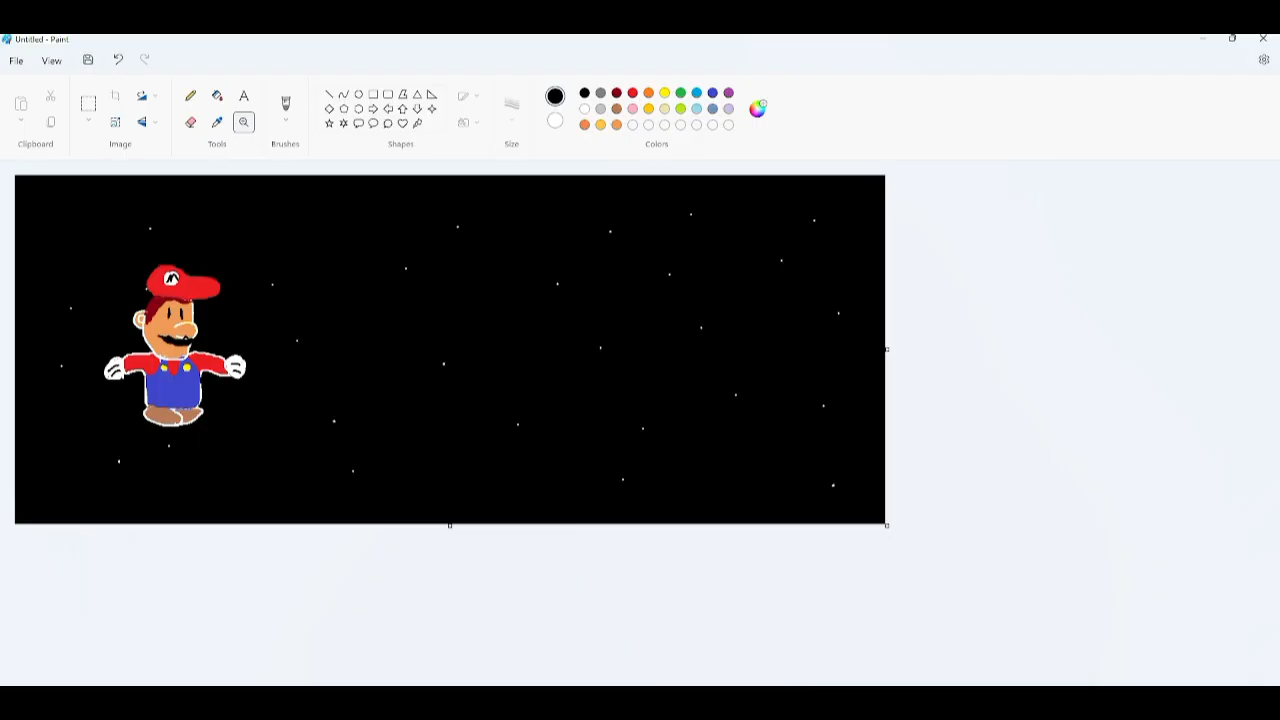 Untitled - Paint
File View
A
Clipboard Image Tools Brushes Shapes Size Colors
M